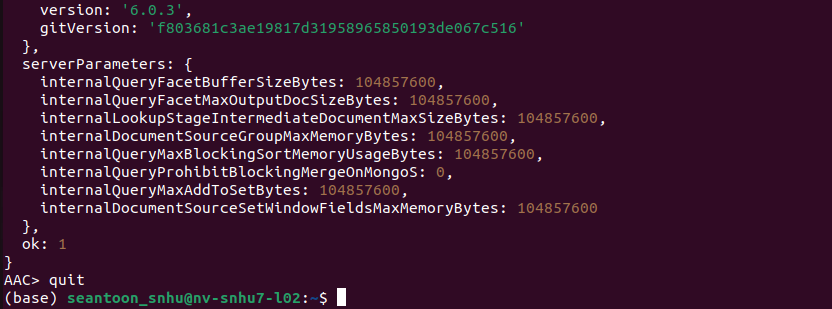 version: '6.0.3',
gitVersion: 'f803681c3ae19817d31958965850193de067c516'
},
serverParameters: {
internalQueryFacetBufferSizeBytes: 104857600,
internalQueryFacetMaxOutputDocSizeBytes: 104857600,
internalLookupStageIntermediateDocumentMaxSizeBytes: 104857600,
internalDocumentSourceGroupMaxMemoryBytes: 104857600,
internalQueryMaxBlockingSortMemoryUsageBytes: 104857600,
internalQueryProhibitBlockingMergeOnMongoS: 0,
internalQueryMaxAddToSetBytes: 104857600,
internalDocumentSourceSetWindowFieldsMaxMemoryBytes: 104857600
},
ok: 1
}
AAC> quit
(base) seantoon_snhu@nv-snhu7-l02:~$